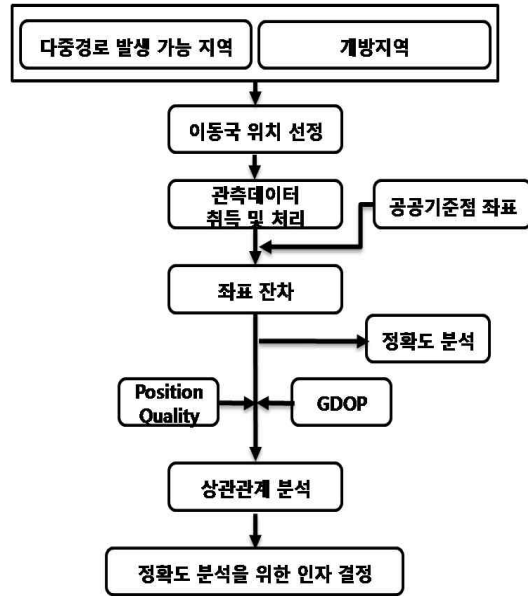 다중경로 발생 가능 지역
개방지역
이동국 위치 선정
관측데이터
취득 및 처리
공공기준점 좌표
좌표 잔차
정확도 분석
Position
Quality
GDOP
상관관계 분석
정확도 분석을 위한 인자 결정